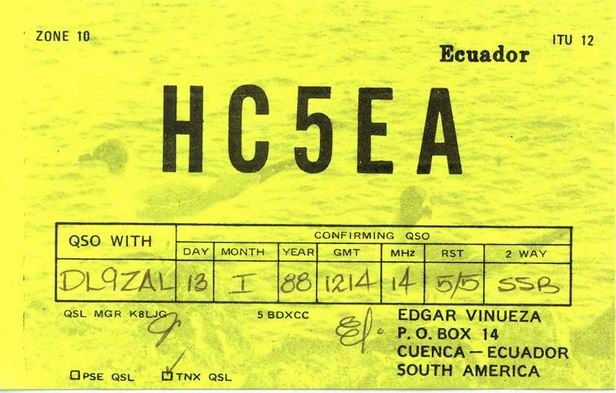 ZONE 10
ITU 12
Ecuador
HC5EA
QSO WITH CONFIRMING QSO
DAY MONTH YEAR GMT MHz RST 2 WAY
DL9ZAL 13 I 88 1214 14 5/5 SSB
QSL MGR K8LJG 5 BDXCC EDGAR VINUEZA
P. O. BOX 14
CUENCA — ECUADOR
PSE QSL TNX QSL SOUTH AMERICA